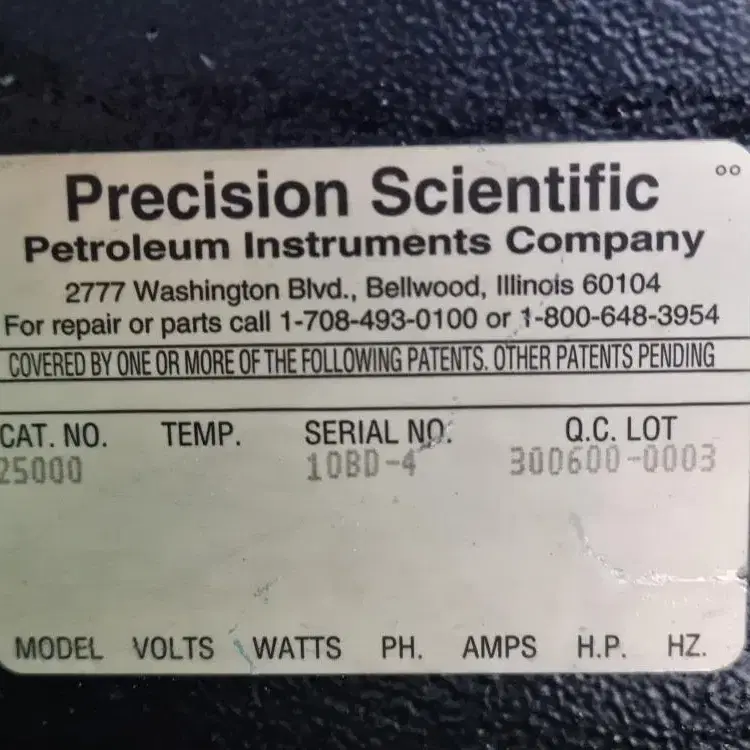 Precision Scientific
Petroleum Instruments Company
2777 Washington Blvd., Bellwood, Illinois 60104
For repair or parts call 1-708-493-0100 or 1-800-648-3954
COVERED BY ONE OR MORE OF THE FOLLOWING PATENTS. OTHER PATENTS PENDING
CAT. NO. TEMP. SERIAL NO. Q.C. LOT
25000 10BD-4 300600-0003
MODEL VOLTS WATTS PH. AMPS H.P. HZ.